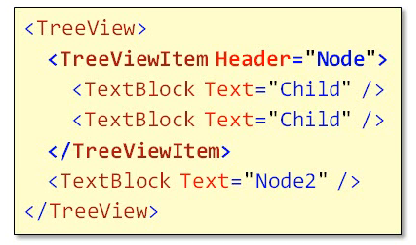 <TreeView>
<TreeViewItem Header="Node">
<TextBlock Text="Child" />
<TextBlock Text="Child" />
</TreeViewItem>
<TextBlock Text="Node2" />
</TreeView>